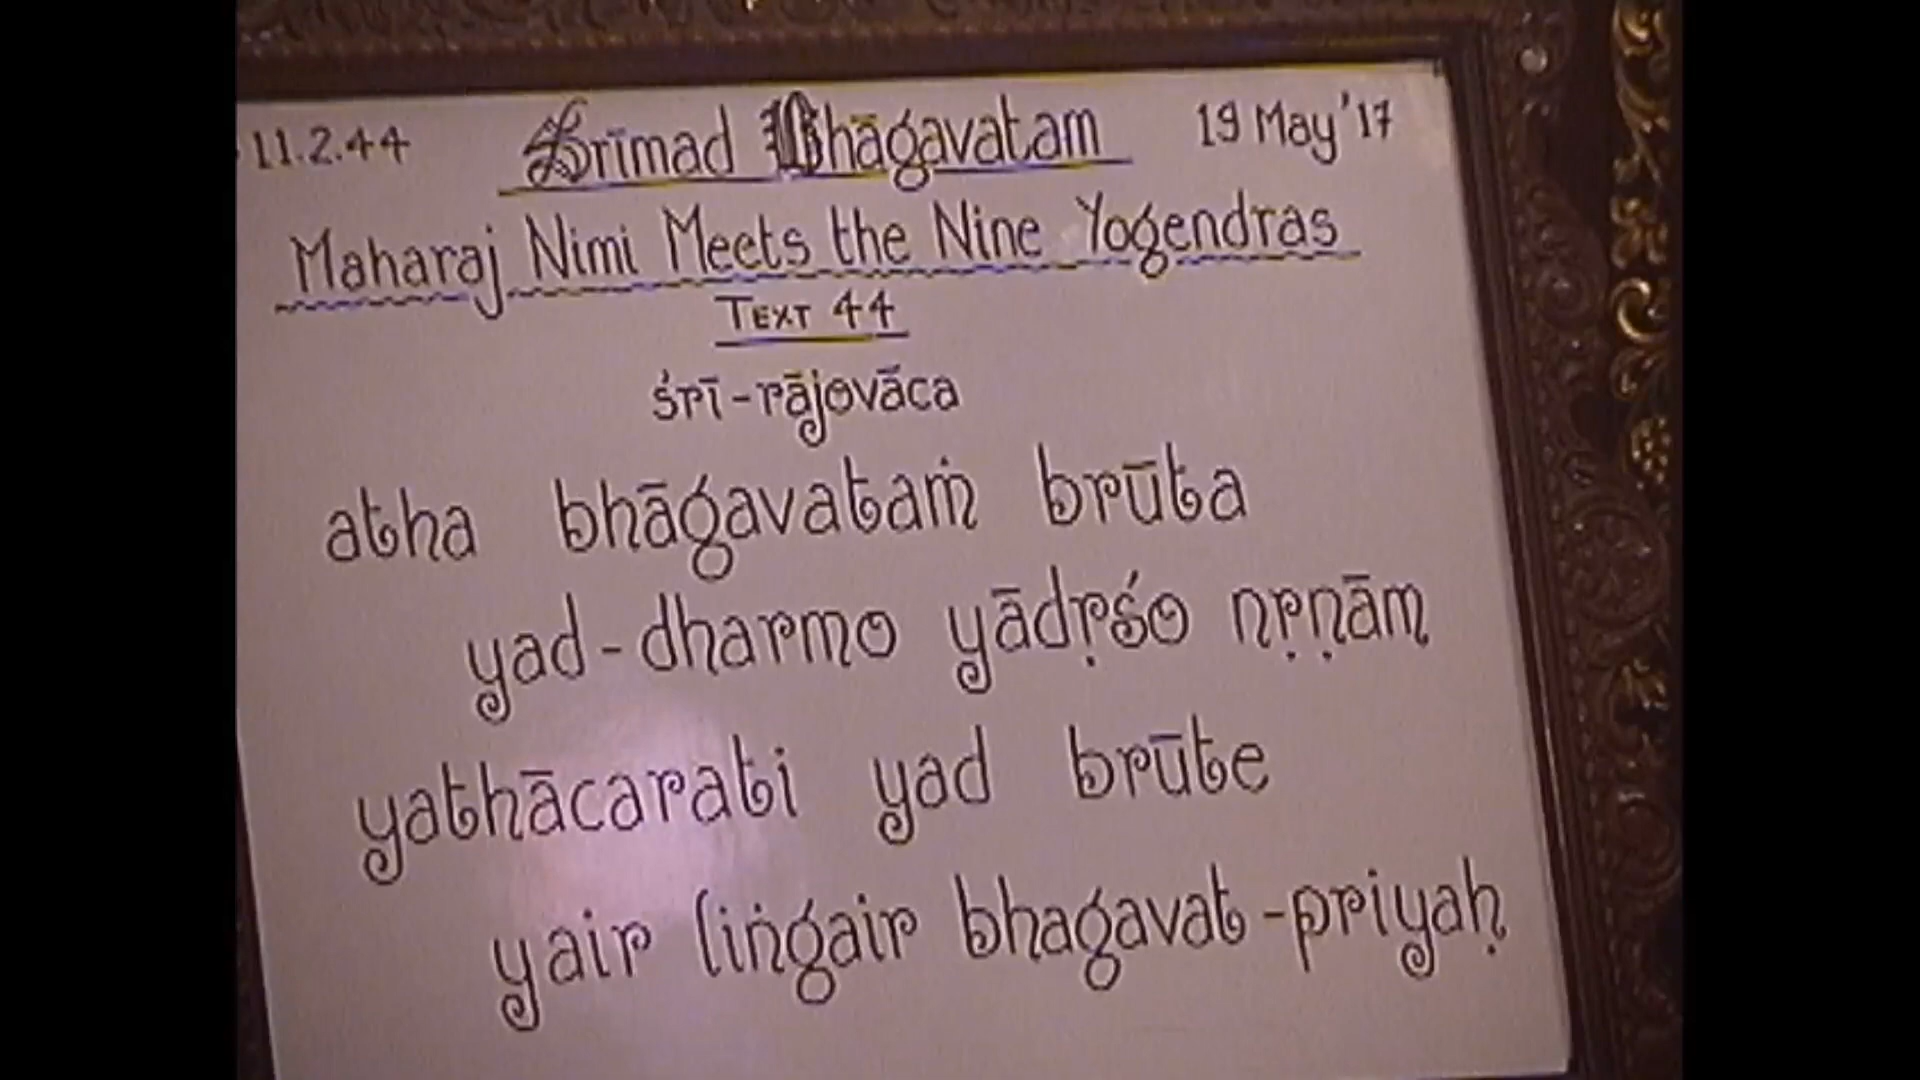 11.2.44 Śrīmad Bhāgavatam 19 May '17
Maharaj Nimi Meets the Nine Yogendras
TEXT 44
śrī-rājovāca
atha bhāgavataṁ brūta
yad-dharmo yādṛśo nṛṇām
yathācarati yad brūte
yair liṅgair bhagavat-priyaḥ